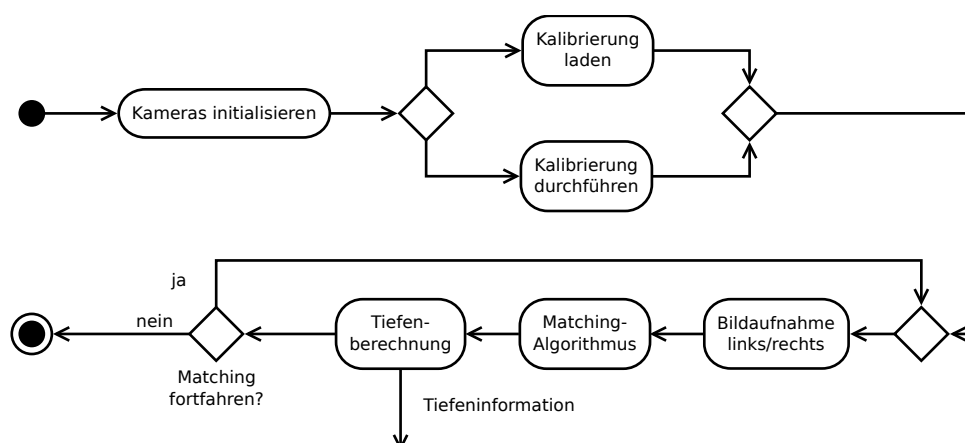 Kalibrierung
laden
Kameras initialisieren
Kalibrierung
durchführen
ja
nein
Matching
fortfahren?
Tiefen-
berechnung
Matching-
Algorithmus
Bildaufnahme
links/rechts
Tiefeninformation